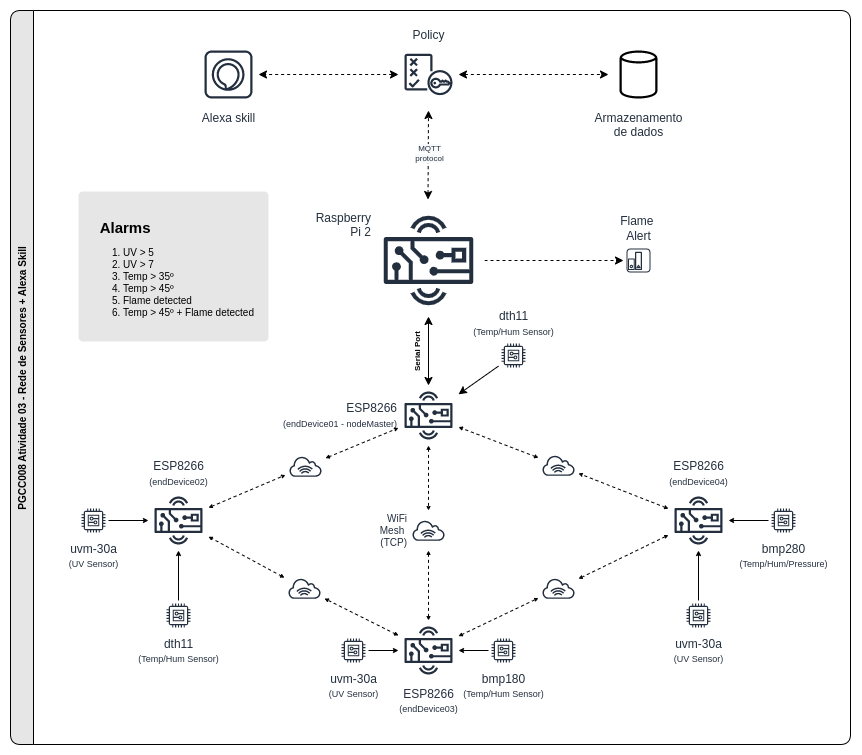 PGCC008 Atividade 03 - Rede de Sensores + Alexa Skill
Policy
Alexa skill
Armazenamento
de dados
MQTT
protocol
Alarms
1. UV > 5
2. UV > 7
3. Temp > 35º
4. Temp > 45º
5. Flame detected
6. Temp > 45º + Flame detected
Raspberry
Pi 2
Flame
Alert
Serial Port
dth11
(Temp/Hum Sensor)
ESP8266
(endDevice01 - nodeMaster)
ESP8266
(endDevice02)
ESP8266
(endDevice04)
WiFi
Mesh
(TCP)
uvm-30a
(UV Sensor)
bmp280
(Temp/Hum/Pressure)
dth11
(Temp/Hum Sensor)
uvm-30a
(UV Sensor)
uvm-30a
(UV Sensor)
ESP8266
(endDevice03)
bmp180
(Temp/Hum Sensor)